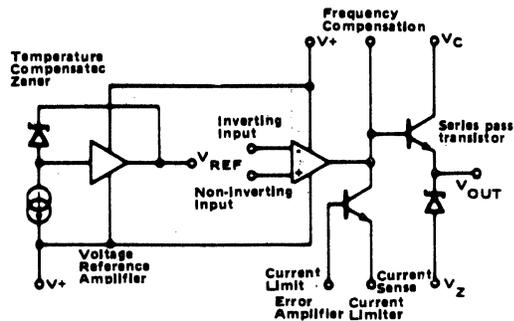 Frequency
Compensation
V+
VC
Temperature
Compensatec
Zener
Inverting
Input
Series pass
transistor
VREF
Non-inverting
Input
VOUT
Voltage
Reference
Amplifier
V+
Current
Limit
Error
Amplifier
Current
Sense
Current
Limiter
VZ
-
+